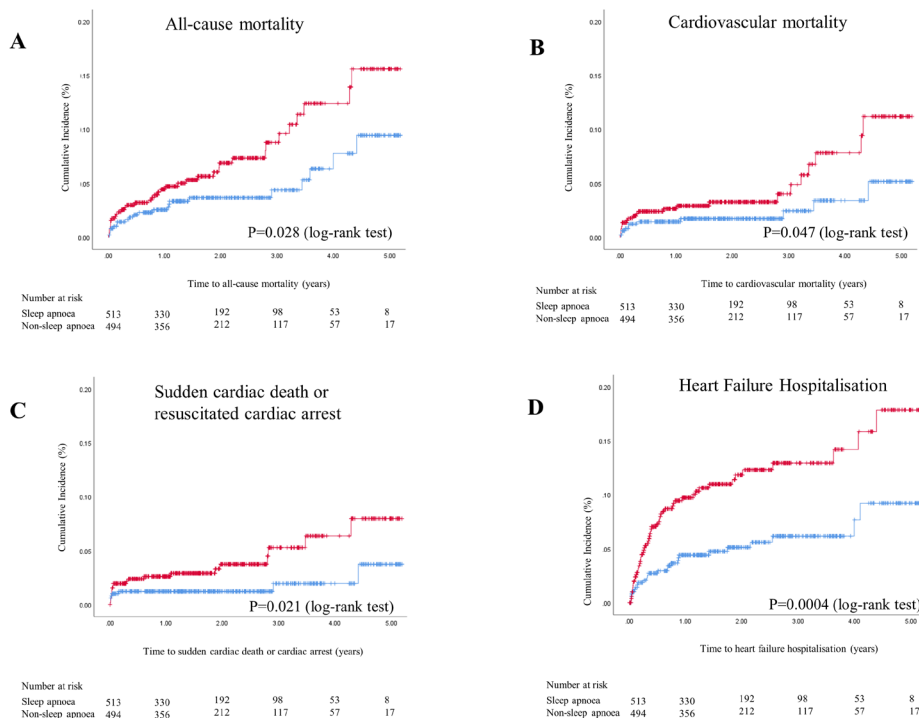 A
All-cause mortality
0.20
.15
0.10
0.05
0.00
Cumulative Incidence (%)
P=0.028 (log-rank test)
.00 1.00 2.00 3.00 4.00 5.00
Time to all-cause mortality (years)
Number at risk
Sleep apnoea 513 330 192 98 53 8
Non-sleep apnoea 494 356 212 117 57 17
B
Cardiovascular mortality
0.20
0.15
0.10
0.05
0.00
Cumulative Incidence (%)
P=0.047 (log-rank test)
.00 1.00 2.00 3.00 4.00 5.00
Time to cardiovascular mortality (years)
Number at risk
Sleep apnoea 513 330 192 98 53 8
Non-sleep apnoea 494 356 212 117 57 17
C
Sudden cardiac death or
resuscitated cardiac arrest
0.20
0.15
0.10
0.05
0.00
Cumulative Incidence (%)
P=0.021 (log-rank test)
.00 1.00 2.00 3.00 4.00 5.00
Time to sudden cardiac death or cardiac arrest (years)
Number at risk
Sleep apnoea 513 330 192 98 53 8
Non-sleep apnoea 494 356 212 117 57 17
D
Heart Failure Hospitalisation
0.20
0.15
.10
.05
.00
Cumulative Incidence (%)
P=0.0004 (log-rank test)
.00 1.00 2.00 3.00 4.00 5.00
Time to heart failure hospitalisation (years)
Number at risk
Sleep apnoea 513 330 192 98 53 8
Non-sleep apnoea 494 356 212 117 57 17